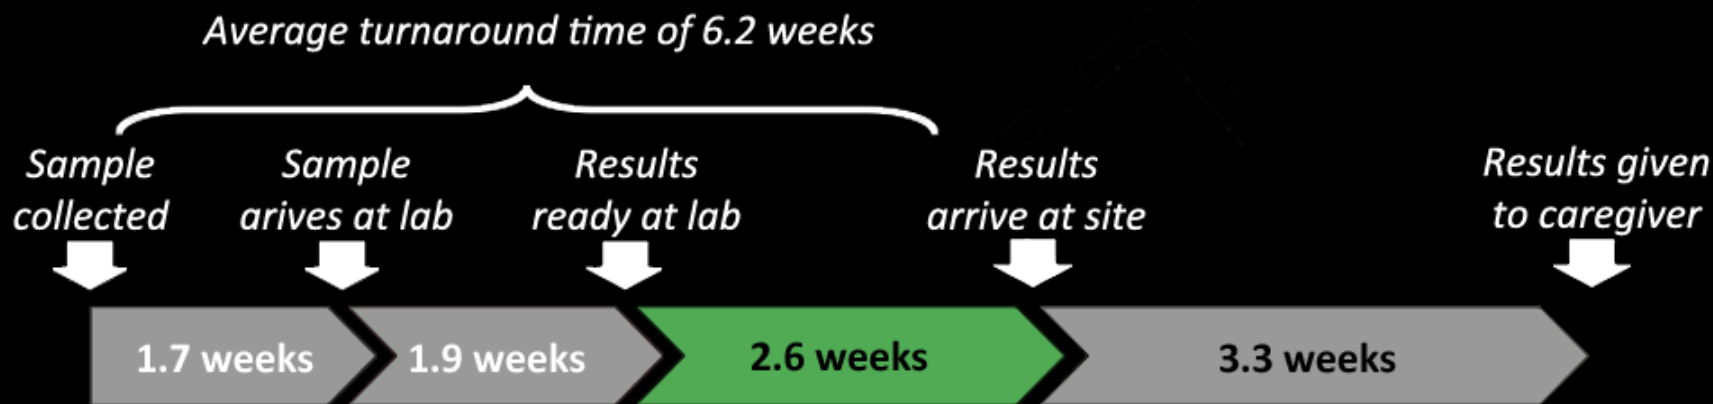 Average turnaround time of 6.2 weeks
Sample
collected
Sample
arives at lab
Results
ready at lab
Results
arrive at site
Results given
to caregiver
1.7 weeks
1.9 weeks
2.6 weeks
3.3 weeks